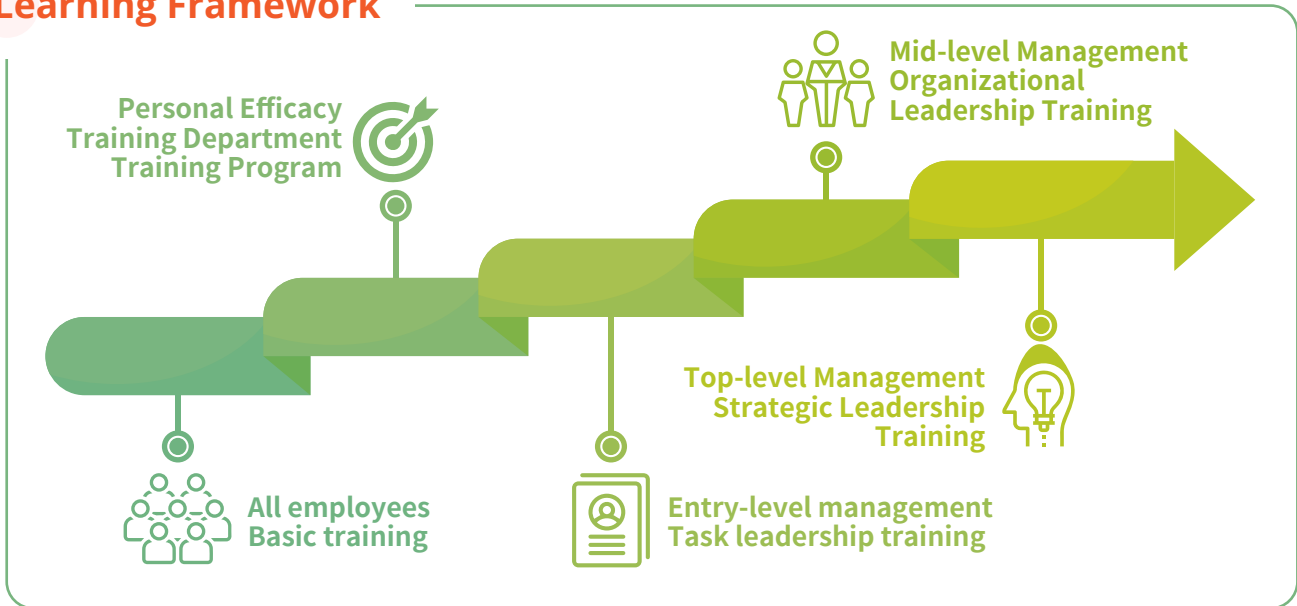 Learning Framework
Personal Efficacy
Training Department
Training Program
Mid-level Management
Organizational
Leadership Training
Top-level Management
Strategic Leadership
Training
All employees
Basic training
Entry-level management
Task leadership training